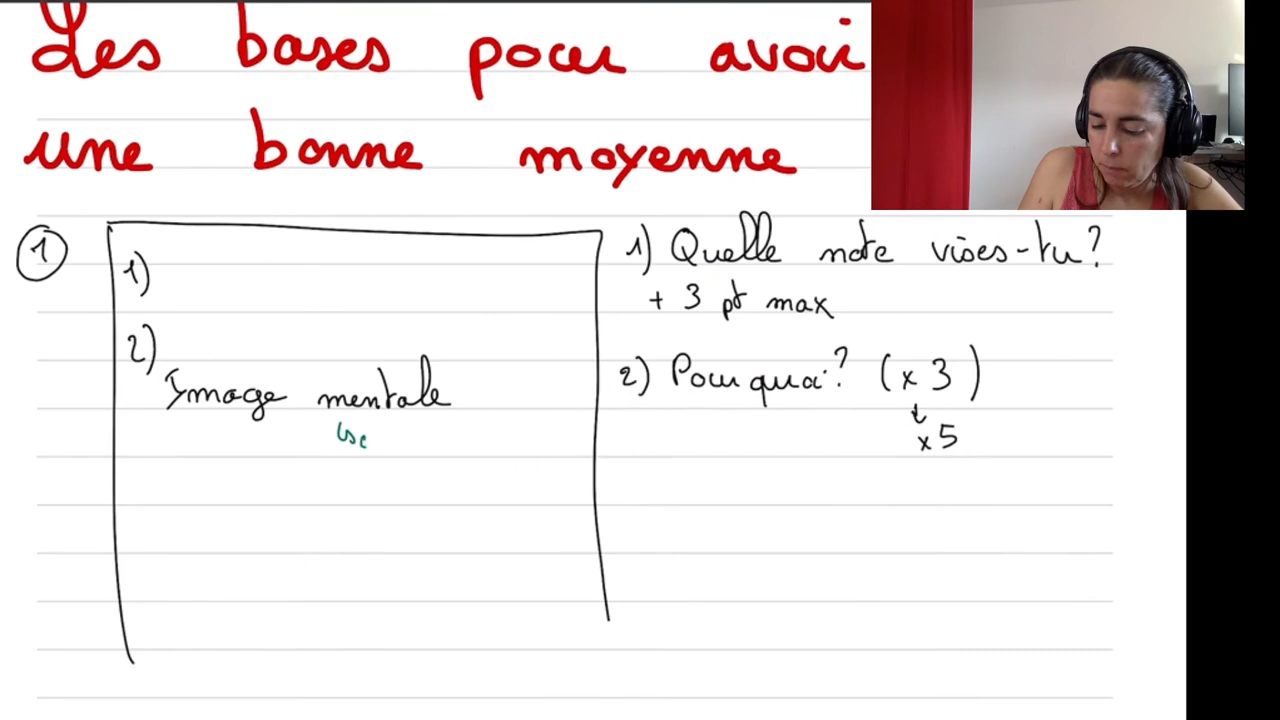 Les bases pour avoir
une bonne moyenne
1
1)
2)
Image mentale
1) Quelle note vises-tu?
+ 3 pt max
2) Pourquoi? (x 3)
↓
x 5